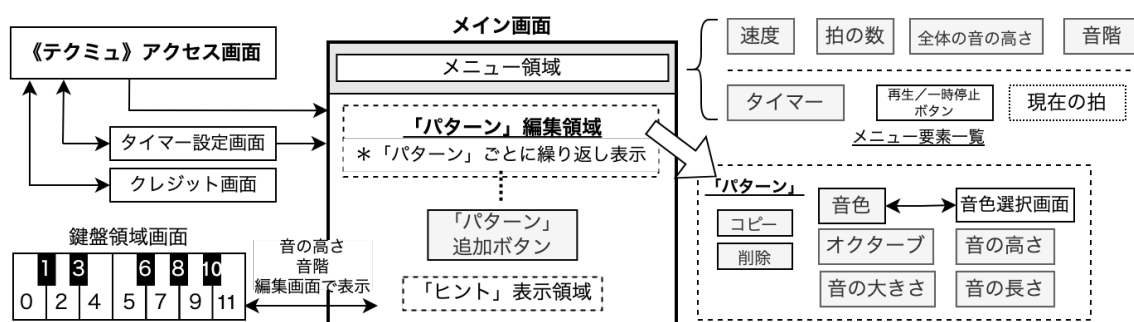 メイン画面
《テクミュ》アクセス画面
タイマー設定画面
クレジット画面
鍵盤領域画面
1 3 6 8 10
0 2 4 5 7 9 11
音の高さ
音階
編集画面で表示
メニュー領域
「パターン」編集領域
＊「パターン」ごとに繰り返し表示
「パターン」
追加ボタン
「ヒント」表示領域
速度
拍の数
全体の音の高さ
音階
タイマー
再生／一時停止
ボタン
現在の拍
メニュー要素一覧
「パターン」
コピー
削除
音色
音色選択画面
オクターブ
音の高さ
音の大きさ
音の長さ